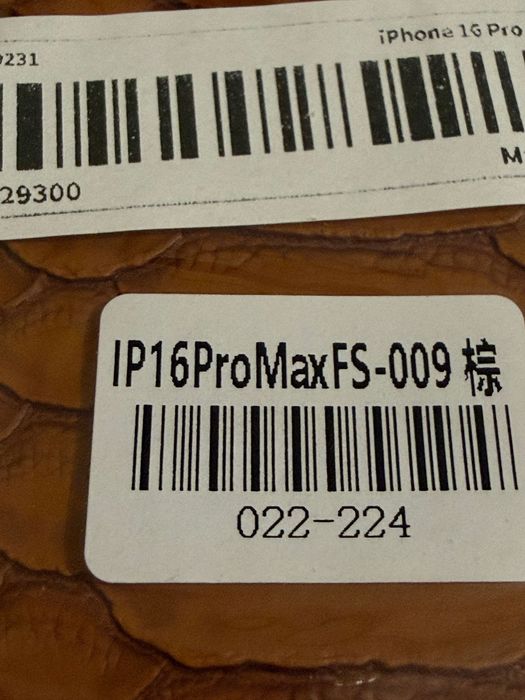 9231
iPhone 16 Pro
29300
IP16ProMaxFS-009 棕
022-224